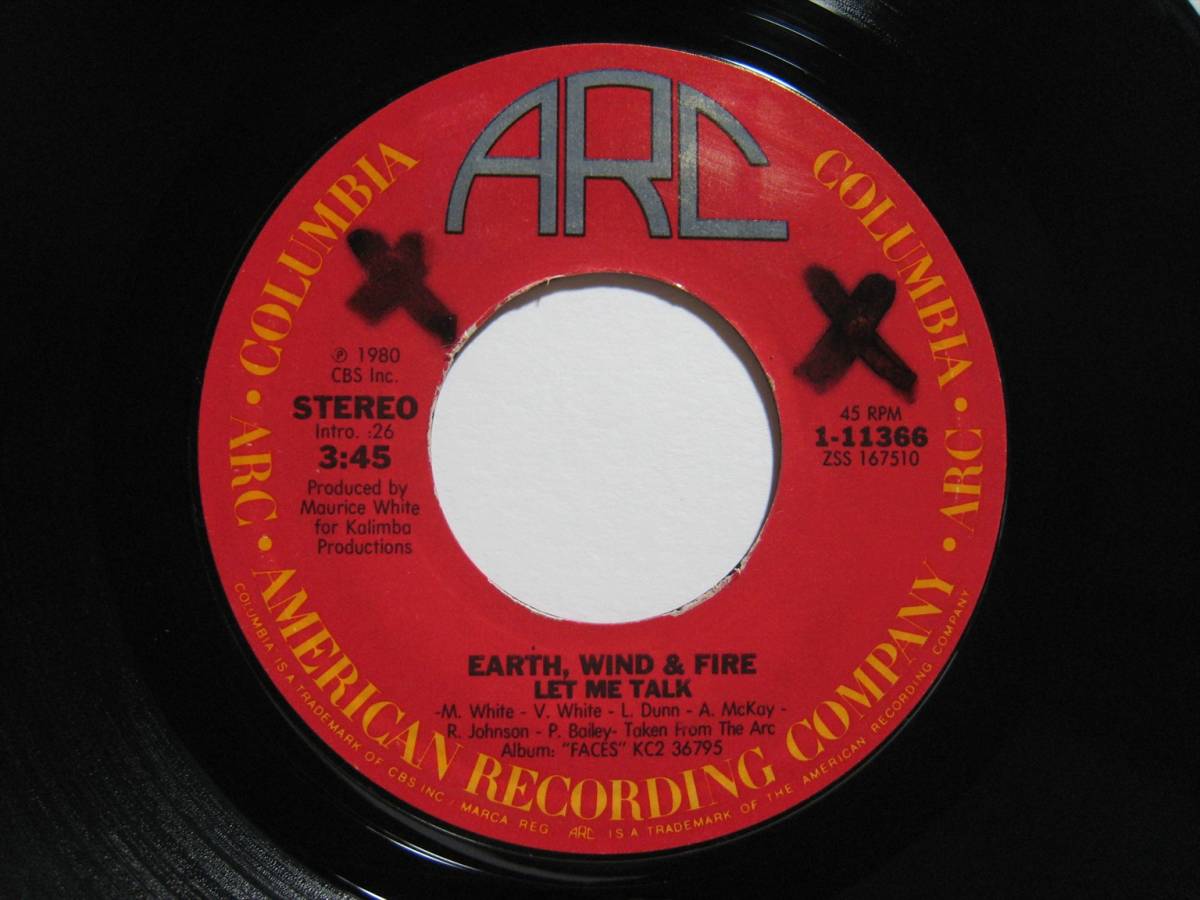 ARC
COLUMBIA • ARC • AMERICAN RECORDING COMPANY • ARC • COLUMBIA
℗ 1980
CBS Inc.
STEREO
Intro. :26
3:45
Produced by
Maurice White
for Kalimba
Productions
45 RPM
1-11366
ZSS 167510
EARTH, WIND & FIRE
LET ME TALK
-M. White - V. White - L. Dunn - A. McKay -
R. Johnson - P. Bailey- Taken From The Arc
Album: "FACES" KC2 36795
COLUMBIA IS A TRADEMARK OF CBS INC., MARCA REG. ARC IS A TRADEMARK OF THE AMERICAN RECORDING COMPANY